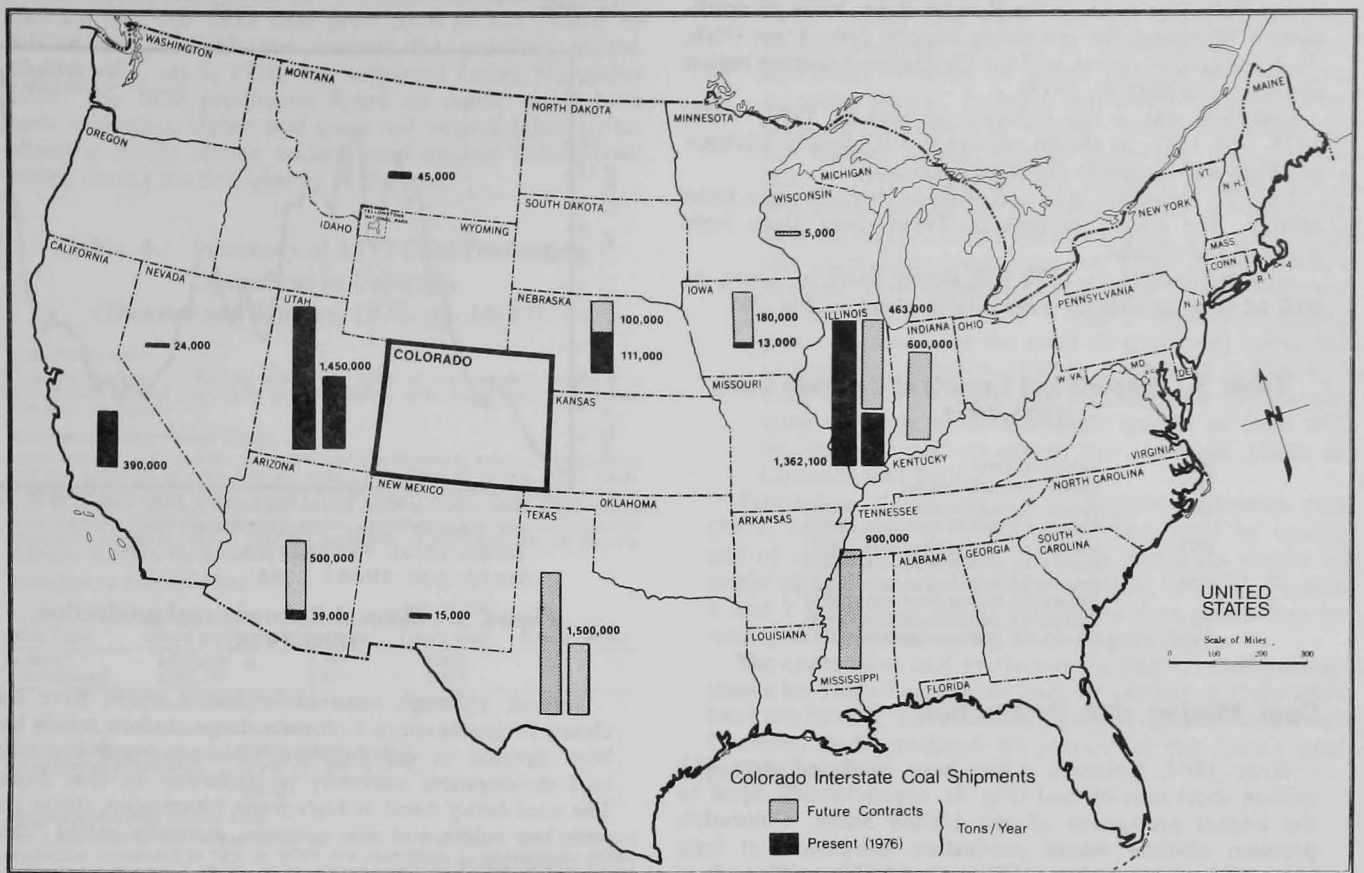 WASHINGTON
MONTANA
NORTH DAKOTA
MINNESOTA
MAINE
OREGON
45,000
MICHIGAN
WISCONSIN
VT.
N.H.
NEW YORK
SOUTH DAKOTA
YELLOWSTONE
NATIONAL PARK
IDAHO
WYOMING
5,000
MASS
CONN
R.I.
CALIFORNIA
NEVADA
UTAH
NEBRASKA
100,000
111,000
IOWA
180,000
13,000
ILLINOIS
463,000
INDIANA
600,000
OHIO
PENNSYLVANIA
N.J.
24,000
1,450,000
COLORADO
MISSOURI
W.VA.
MD.
DE
KANSAS
390,000
1,362,100
KENTUCKY
VIRGINIA
N
ARIZONA
NEW MEXICO
NORTH CAROLINA
TEXAS
OKLAHOMA
ARKANSAS
TENNESSEE
900,000
ALABAMA
GEORGIA
SOUTH
CAROLINA
500,000
39,000
15,000
1,500,000
UNITED
STATES
Scale of Miles
0 100 200 300
LOUISIANA
MISSISSIPPI
FLORIDA
Colorado Interstate Coal Shipments
Future Contracts
Present (1976)
Tons/Year